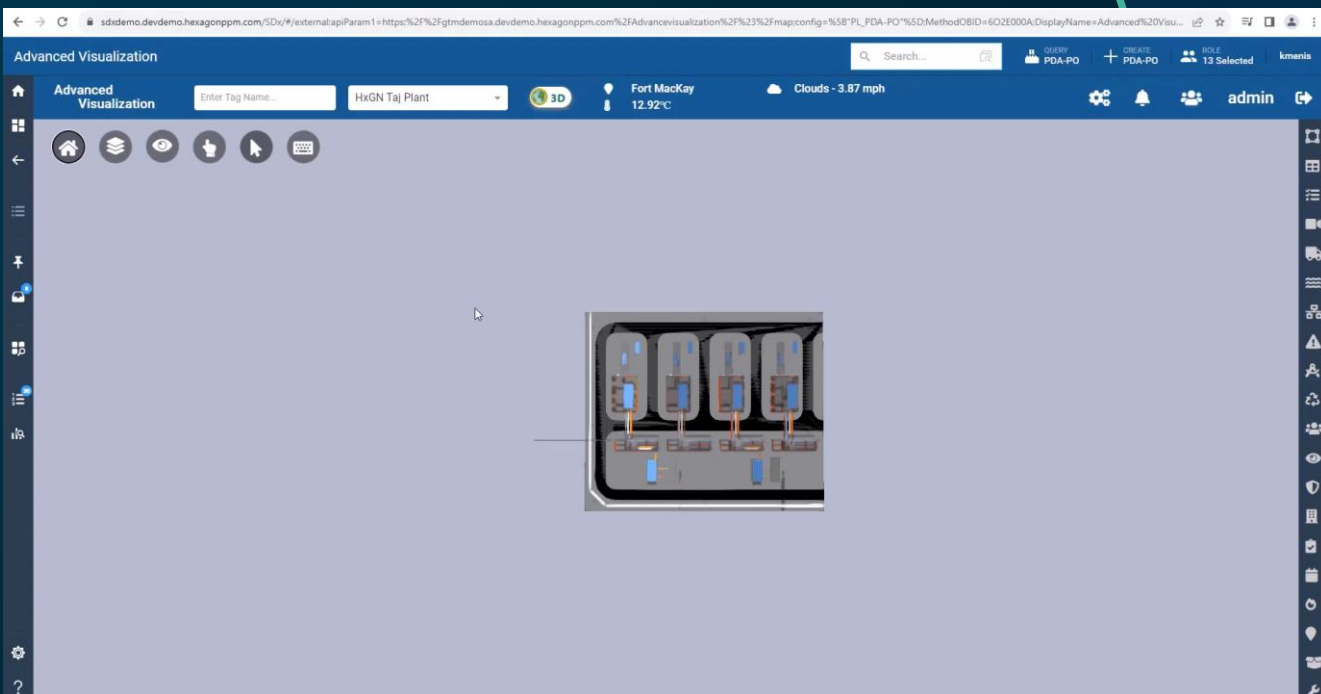 sdxdemo.devdemo.hexagonppm.com/SDx/#/external:apiParam1=https:%2F%2Fgtmdemosa.devdemo.hexagonppm.com%2FAdvancevisualization%2F%23%2Fmap:config=%5B"PL_PDA-PO"%5D;MethodOBID=6O2E000A;DisplayName=Advanced%20Visu...
Advanced Visualization
Search...
QUERY
PDA-PO
CREATE
PDA-PO
ROLE
13 Selected
kmenis
Advanced
Visualization
Enter Tag Name...
HxGN Taj Plant
3D
Fort MacKay
12.92°C
Clouds - 3.87 mph
admin
?